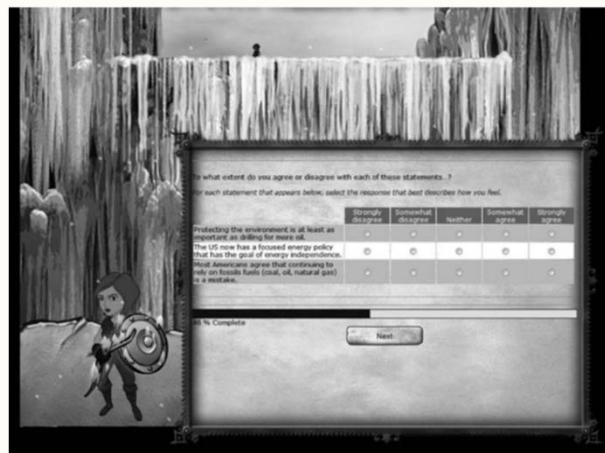 to what extent do you agree or disagree with each of these statements...?
For each statement that appears below, select the response that best describes how you feel.
Strongly disagree
Somewhat disagree
Neither
Somewhat agree
Strongly agree
Protecting the environment is at least as
important as drilling for more oil.
The US now has a focused energy policy
that has the goal of energy independence.
Most Americans agree that continuing to
rely on fossils fuels (coal, oil, natural gas)
is a mistake.
% Complete
Next